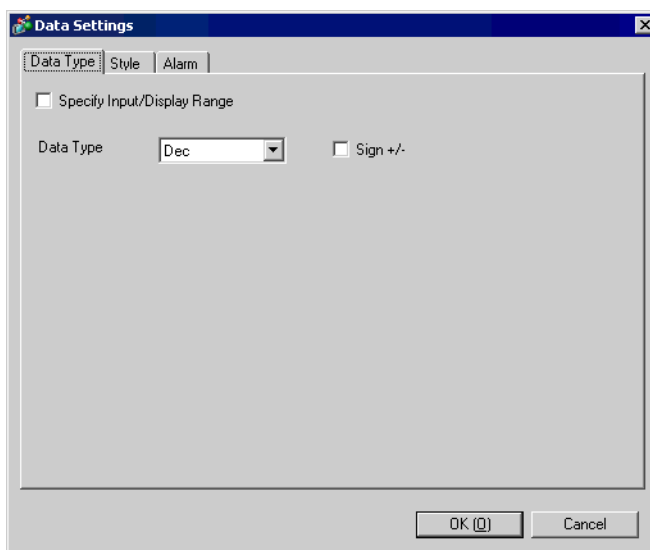 Data Settings
Data Type Style Alarm
Specify Input/Display Range
Data Type Dec Sign +/-
OK (O) Cancel